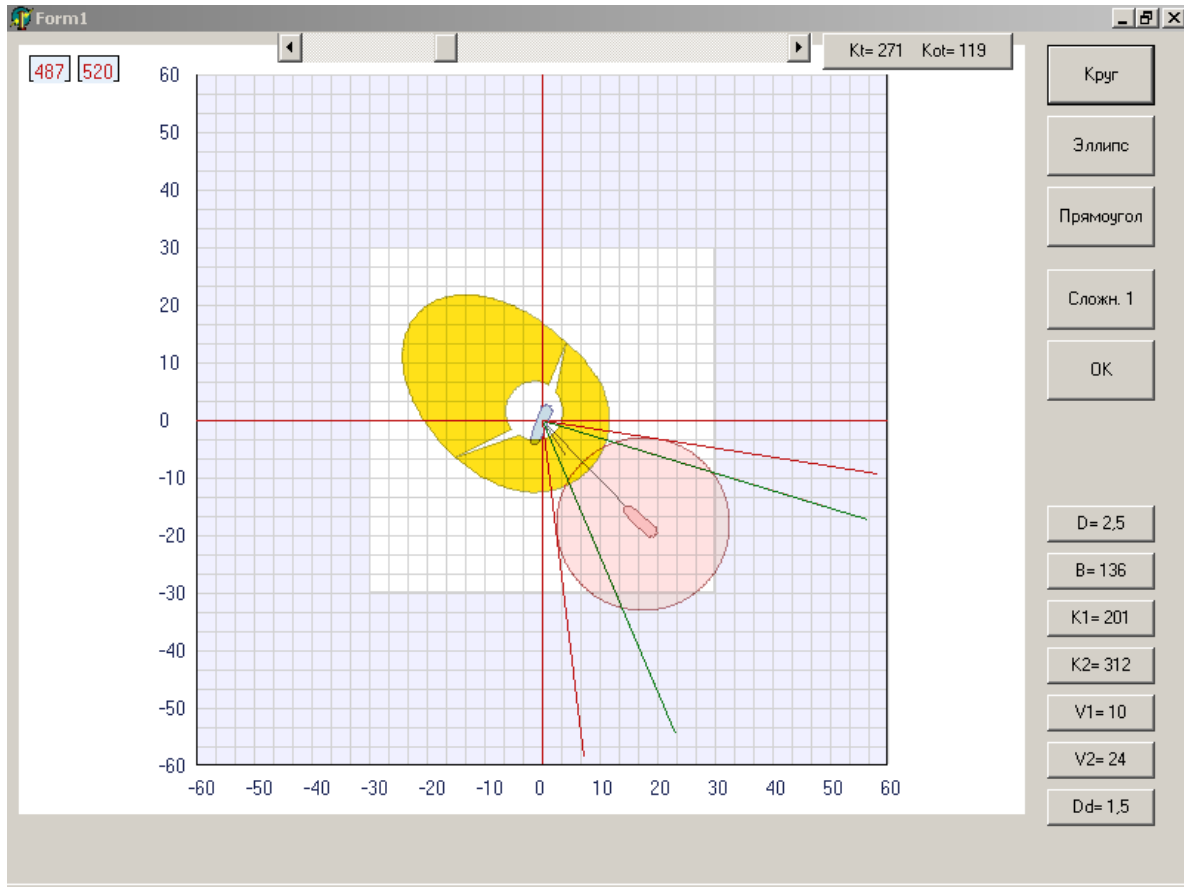 Form1
Kt= 271 Kot= 119
487 520
Круг
Эллипс
Прямоугол
Сложн. 1
OK
60
50
40
30
20
10
0
-10
-20
-30
-40
-50
-60
-60 -50 -40 -30 -20 -10 0 10 20 30 40 50 60
D= 2,5
B= 136
K1= 201
K2= 312
V1= 10
V2= 24
Dd= 1,5